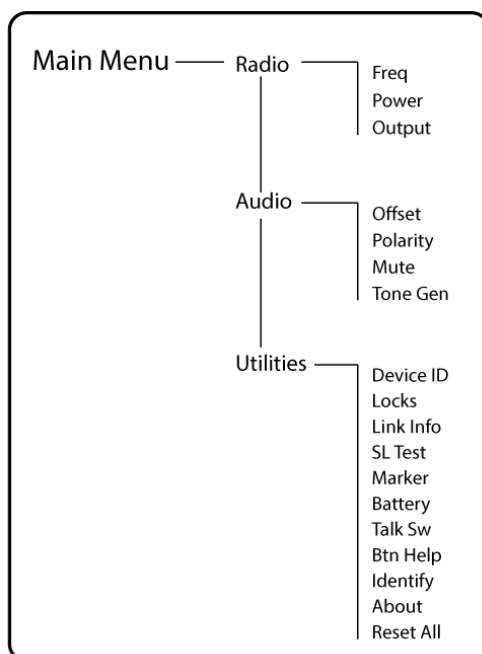 Main Menu
Radio
Freq
Power
Output
Audio
Offset
Polarity
Mute
Tone Gen
Utilities
Device ID
Locks
Link Info
SL Test
Marker
Battery
Talk Sw
Btn Help
Identify
About
Reset All